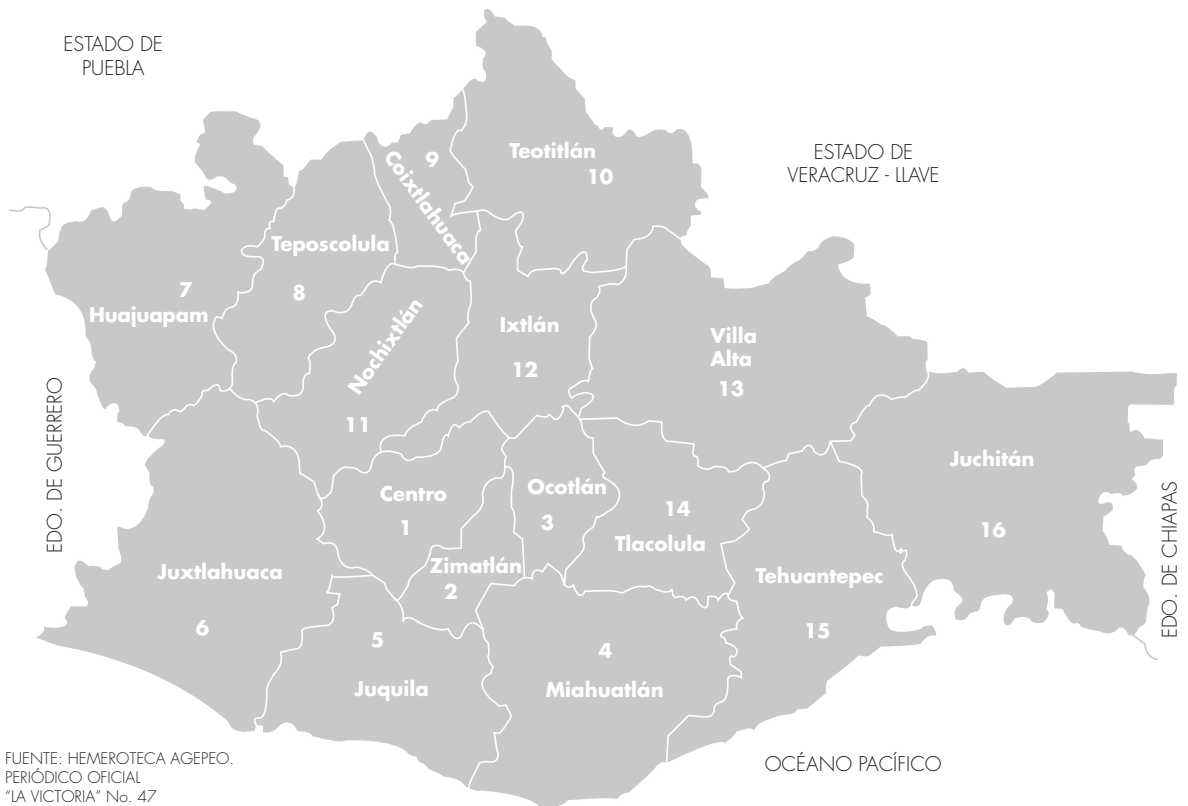 ESTADO DE
PUEBLA
ESTADO DE
VERACRUZ - LLAVE
9
Coixtlahuaca
Teotitlán
10
Teposcolula
8
7
Huajuapam
Nochixtlán
11
Ixtlán
12
Villa
Alta
13
EDO. DE GUERRERO
Juchitán
16
EDO. DE CHIAPAS
Centro
1
Ocotlán
3
14
Tlacolula
Zimatlán
2
Juxtlahuaca
6
Tehuantepec
15
5
Juquila
4
Miahuatlán
OCÉANO PACÍFICO
FUENTE: HEMEROTECA AGEPEO.
PERIÓDICO OFICIAL
"LA VICTORIA" No. 47